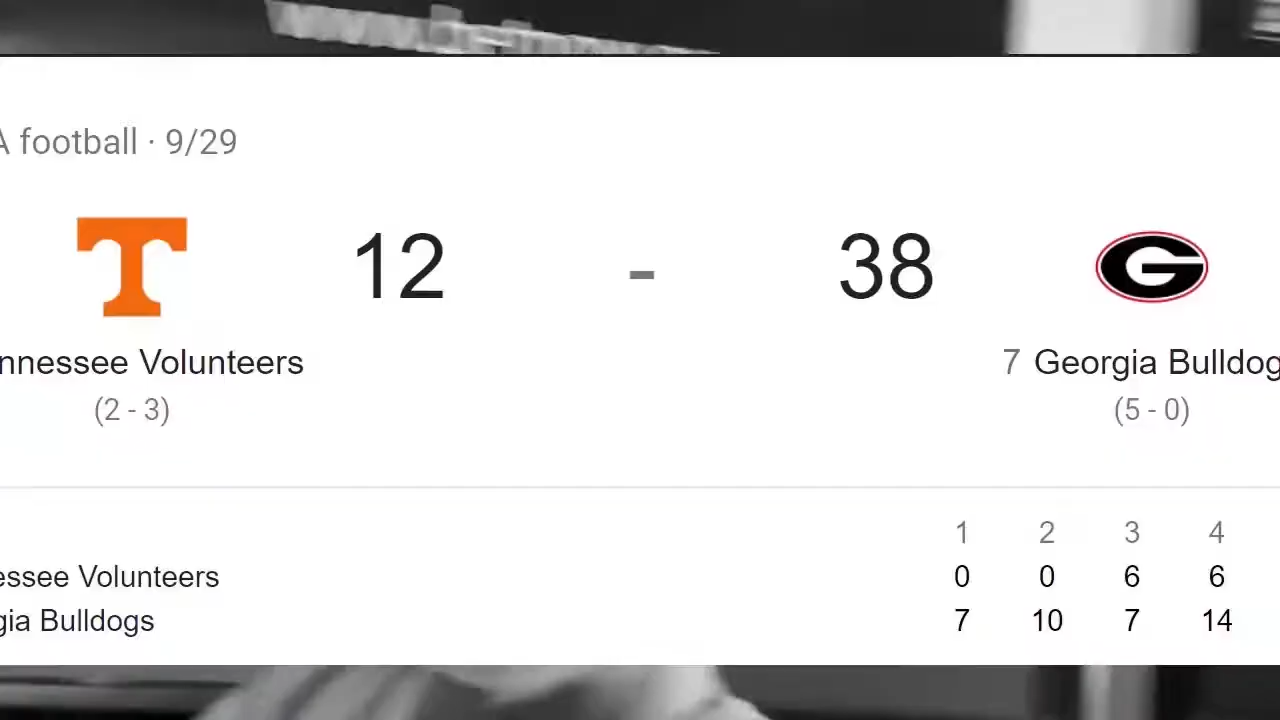 A football · 9/29
T 12 - 38 G
nnessee Volunteers 7 Georgia Bulldog
(2 - 3) (5 - 0)
1 2 3 4
essee Volunteers 0 0 6 6
gia Bulldogs 7 10 7 14